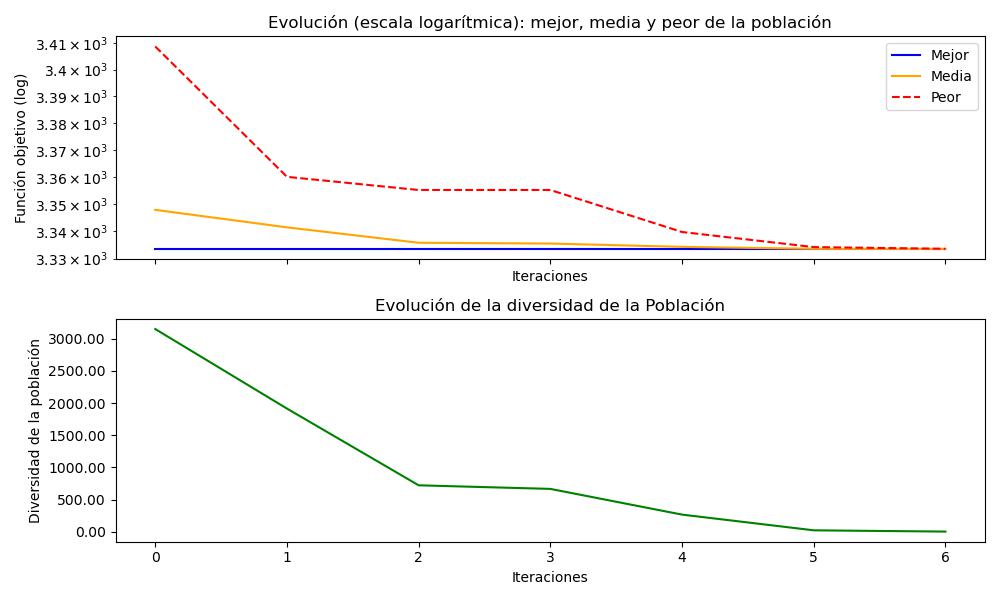 Evolución (escala logarítmica): mejor, media y peor de la población
Función objetivo (log)
3.41 × 10³
3.4 × 10³
3.39 × 10³
3.38 × 10³
3.37 × 10³
3.36 × 10³
3.35 × 10³
3.34 × 10³
3.33 × 10³
Mejor
Media
Peor
Iteraciones
Evolución de la diversidad de la Población
Diversidad de la población
3000.00
2500.00
2000.00
1500.00
1000.00
500.00
0.00
0 1 2 3 4 5 6
Iteraciones